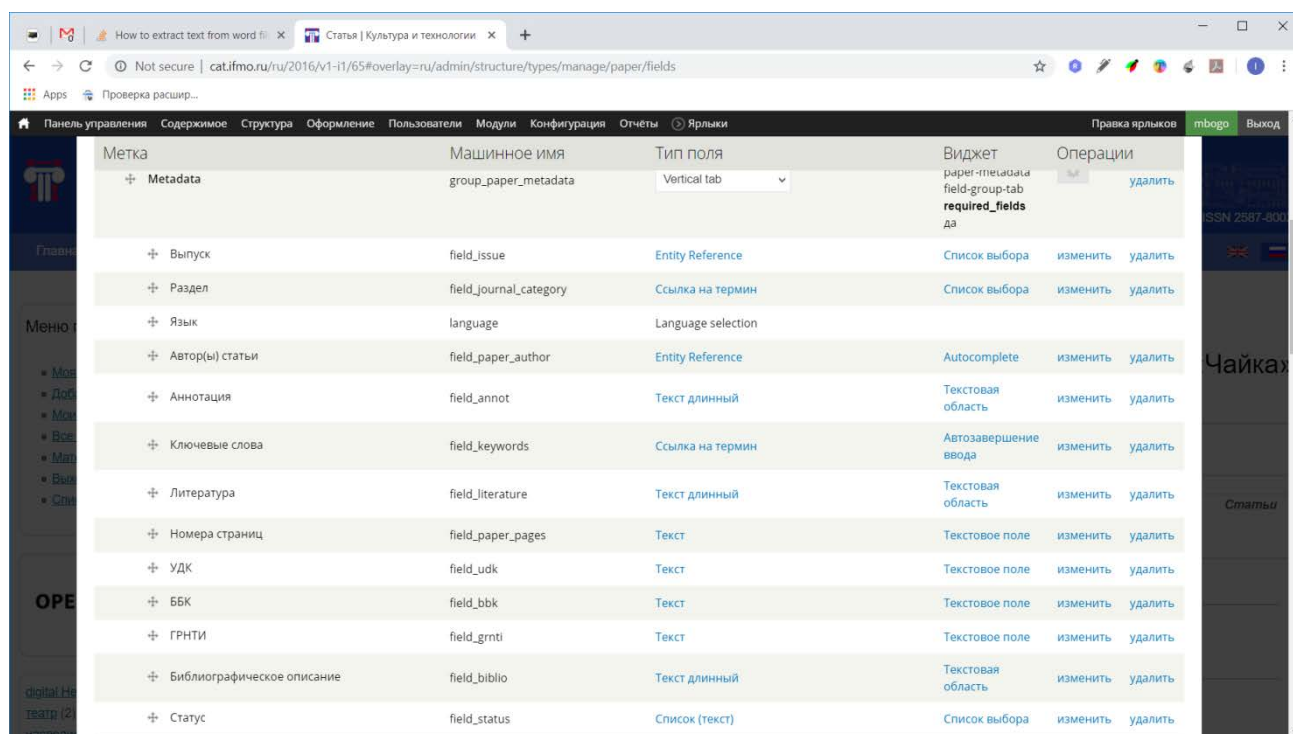 How to extract text from word fil
Статья | Культура и технологии
Not secure | cat.ifmo.ru/ru/2016/v1-i1/65#overlay=ru/admin/structure/types/manage/paper/fields
Apps Проверка расшир...
Панель управления Содержимое Структура Оформление Пользователи Модули Конфигурация Отчёты Ярлыки Правка ярлыков mbogo Выход
Метка Машинное имя Тип поля Виджет Операции
Metadata group_paper_metadata Vertical tab paper-metadata удалить
field-group-tab
required_fields
да
ISSN 2587-800
Главн
Выпуск field_issue Entity Reference Список выбора изменить удалить
Раздел field_journal_category Ссылка на термин Список выбора изменить удалить
Меню
Язык language Language selection
Автор(ы) статьи field_paper_author Entity Reference Autocomplete изменить удалить
«Чайка»
Аннотация field_annot Текст длинный Текстовая область изменить удалить
Ключевые слова field_keywords Ссылка на термин Автозавершение ввода изменить удалить
Литература field_literature Текст длинный Текстовая область изменить удалить
Статьи
Номера страниц field_paper_pages Текст Текстовое поле изменить удалить
УДК field_udk Текст Текстовое поле изменить удалить
OPE
ББК field_bbk Текст Текстовое поле изменить удалить
ГРНТИ field_grnti Текст Текстовое поле изменить удалить
Библиографическое описание field_biblio Текст длинный Текстовая область изменить удалить
digital He
театр (2)
Статус field_status Список (текст) Список выбора изменить удалить